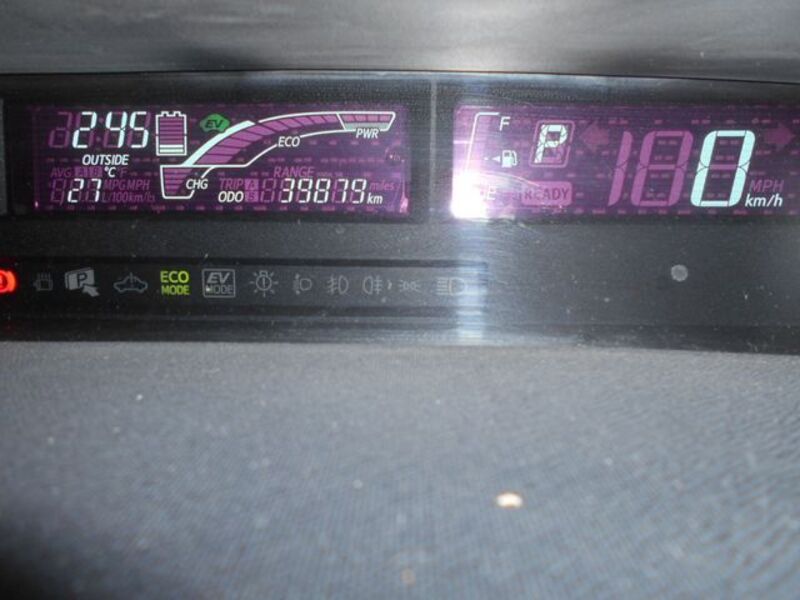 2:45 EV ECO PWR
OUTSIDE °C
AVG A B °F CHG TRIP A RANGE
27 MPG MPH L/100km/h ODO B 39879 miles km
F P
E READY 180 0 MPH km/h
P ECO MODE EV MODE